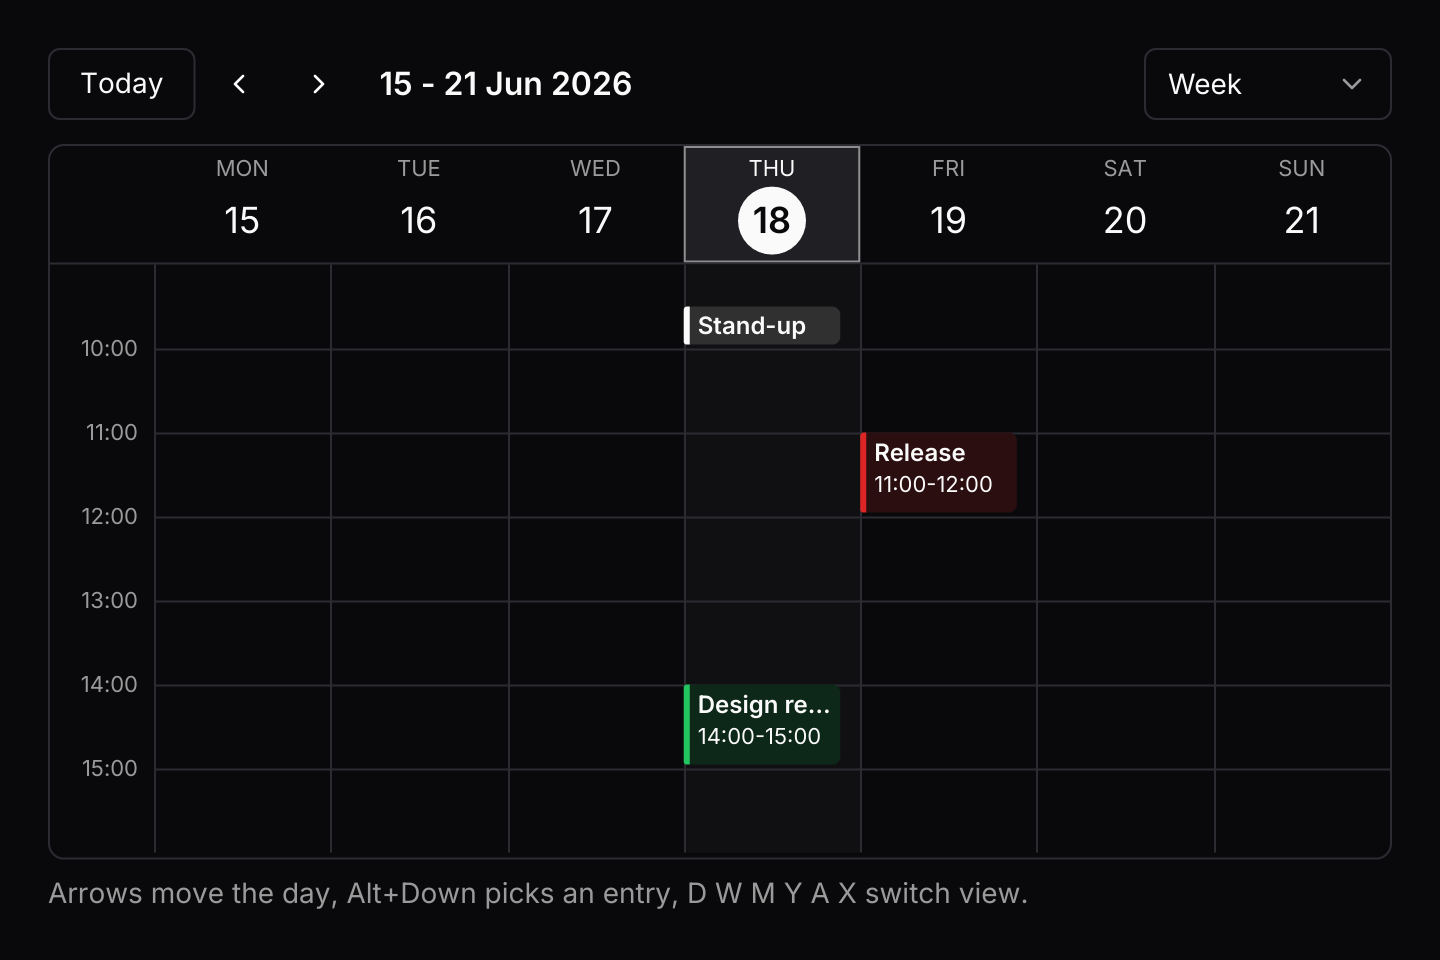 Today
15 - 21 Jun 2026
Week
MON TUE WED THU FRI SAT SUN
15 16 17 18 19 20 21
Stand-up
10:00
11:00
Release
11:00-12:00
12:00
13:00
14:00
Design re...
14:00-15:00
15:00
Arrows move the day, Alt+Down picks an entry, D W M Y A X switch view.